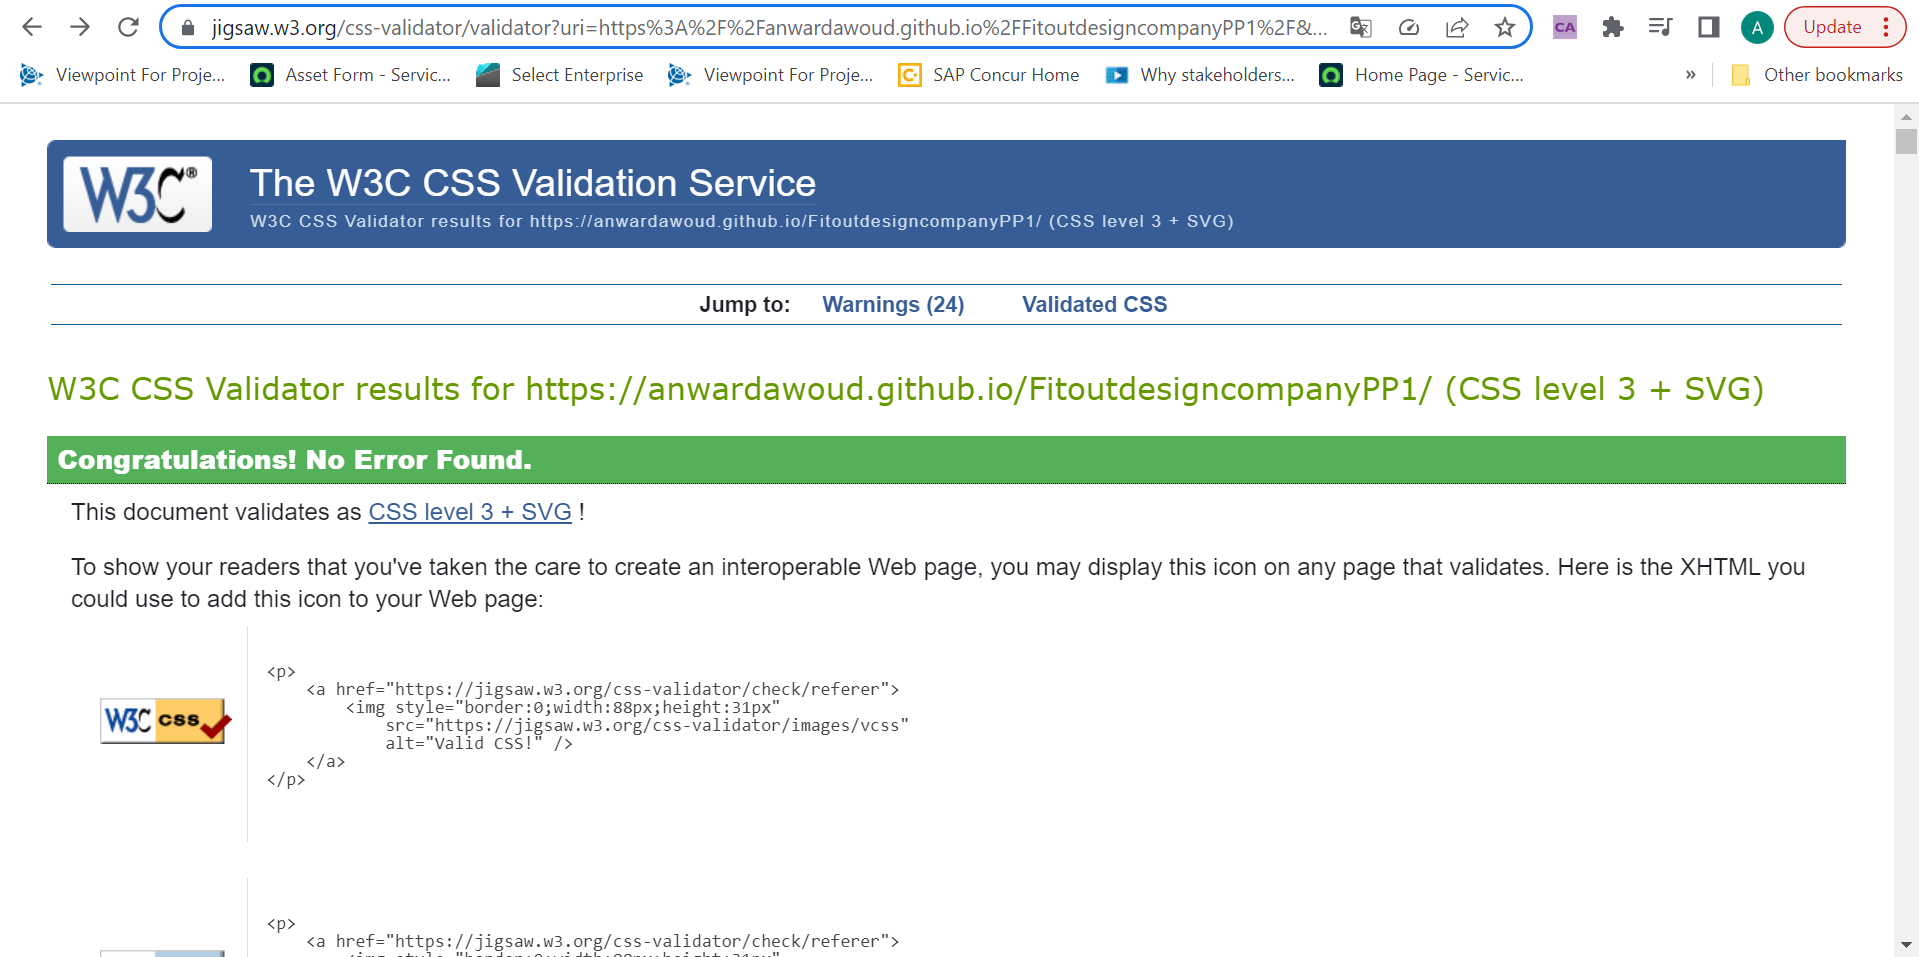 jigsaw.w3.org/css-validator/validator?uri=https%3A%2F%2Fanwardawoud.github.io%2FFitoutdesigncompanyPP1%2F&... CA A Update
Viewpoint For Proje... Asset Form - Servic... Select Enterprise Viewpoint For Proje... SAP Concur Home Why stakeholders... Home Page - Servic... » Other bookmarks
W3C® The W3C CSS Validation Service
W3C CSS Validator results for https://anwardawoud.github.io/FitoutdesigncompanyPP1/ (CSS level 3 + SVG)
Jump to: Warnings (24) Validated CSS
W3C CSS Validator results for https://anwardawoud.github.io/FitoutdesigncompanyPP1/ (CSS level 3 + SVG)
Congratulations! No Error Found.
This document validates as CSS level 3 + SVG !
To show your readers that you've taken the care to create an interoperable Web page, you may display this icon on any page that validates. Here is the XHTML you
could use to add this icon to your Web page:
<p>
<a href="https://jigsaw.w3.org/css-validator/check/referer">
<img style="border:0;width:88px;height:31px"
W3C css
src="https://jigsaw.w3.org/css-validator/images/vcss"
alt="Valid CSS!" />
</a>
</p>
<p>
<a href="https://jigsaw.w3.org/css-validator/check/referer">
<img style="border:0;width:88px;height:31px"